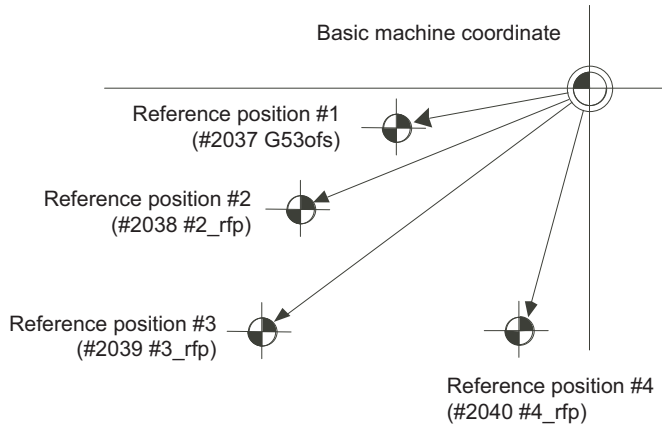 Basic machine coordinate
Reference position #1
(#2037 G53ofs)
Reference position #2
(#2038 #2_rfp)
Reference position #3
(#2039 #3_rfp)
Reference position #4
(#2040 #4_rfp)